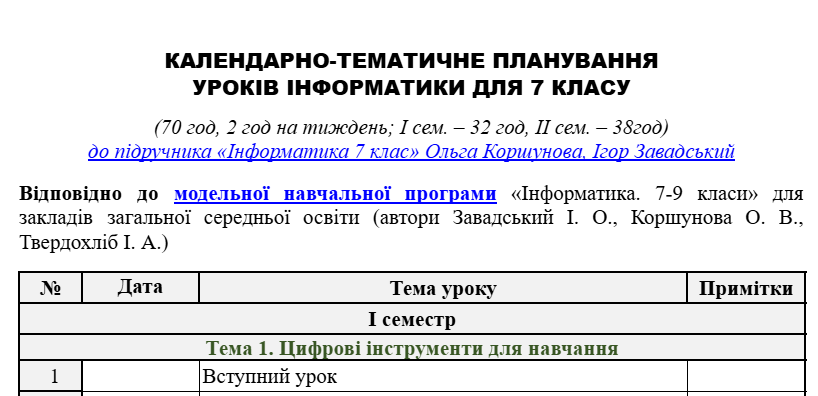 КАЛЕНДАРНО-ТЕМАТИЧНЕ ПЛАНУВАННЯ
УРОКІВ ІНФОРМАТИКИ ДЛЯ 7 КЛАСУ
(70 год, 2 год на тиждень; І сем. – 32 год, ІІ сем. – 38год)
до підручника «Інформатика 7 клас» Ольга Коршунова, Ігор Завадський
Відповідно до модельної навчальної програми «Інформатика. 7-9 класи» для
закладів загальної середньої освіти (автори Завадський І. О., Коршунова О. В.,
Твердохліб І. А.)
№ Дата Тема уроку Примітки
І семестр
Тема 1. Цифрові інструменти для навчання
1 Вступний урок